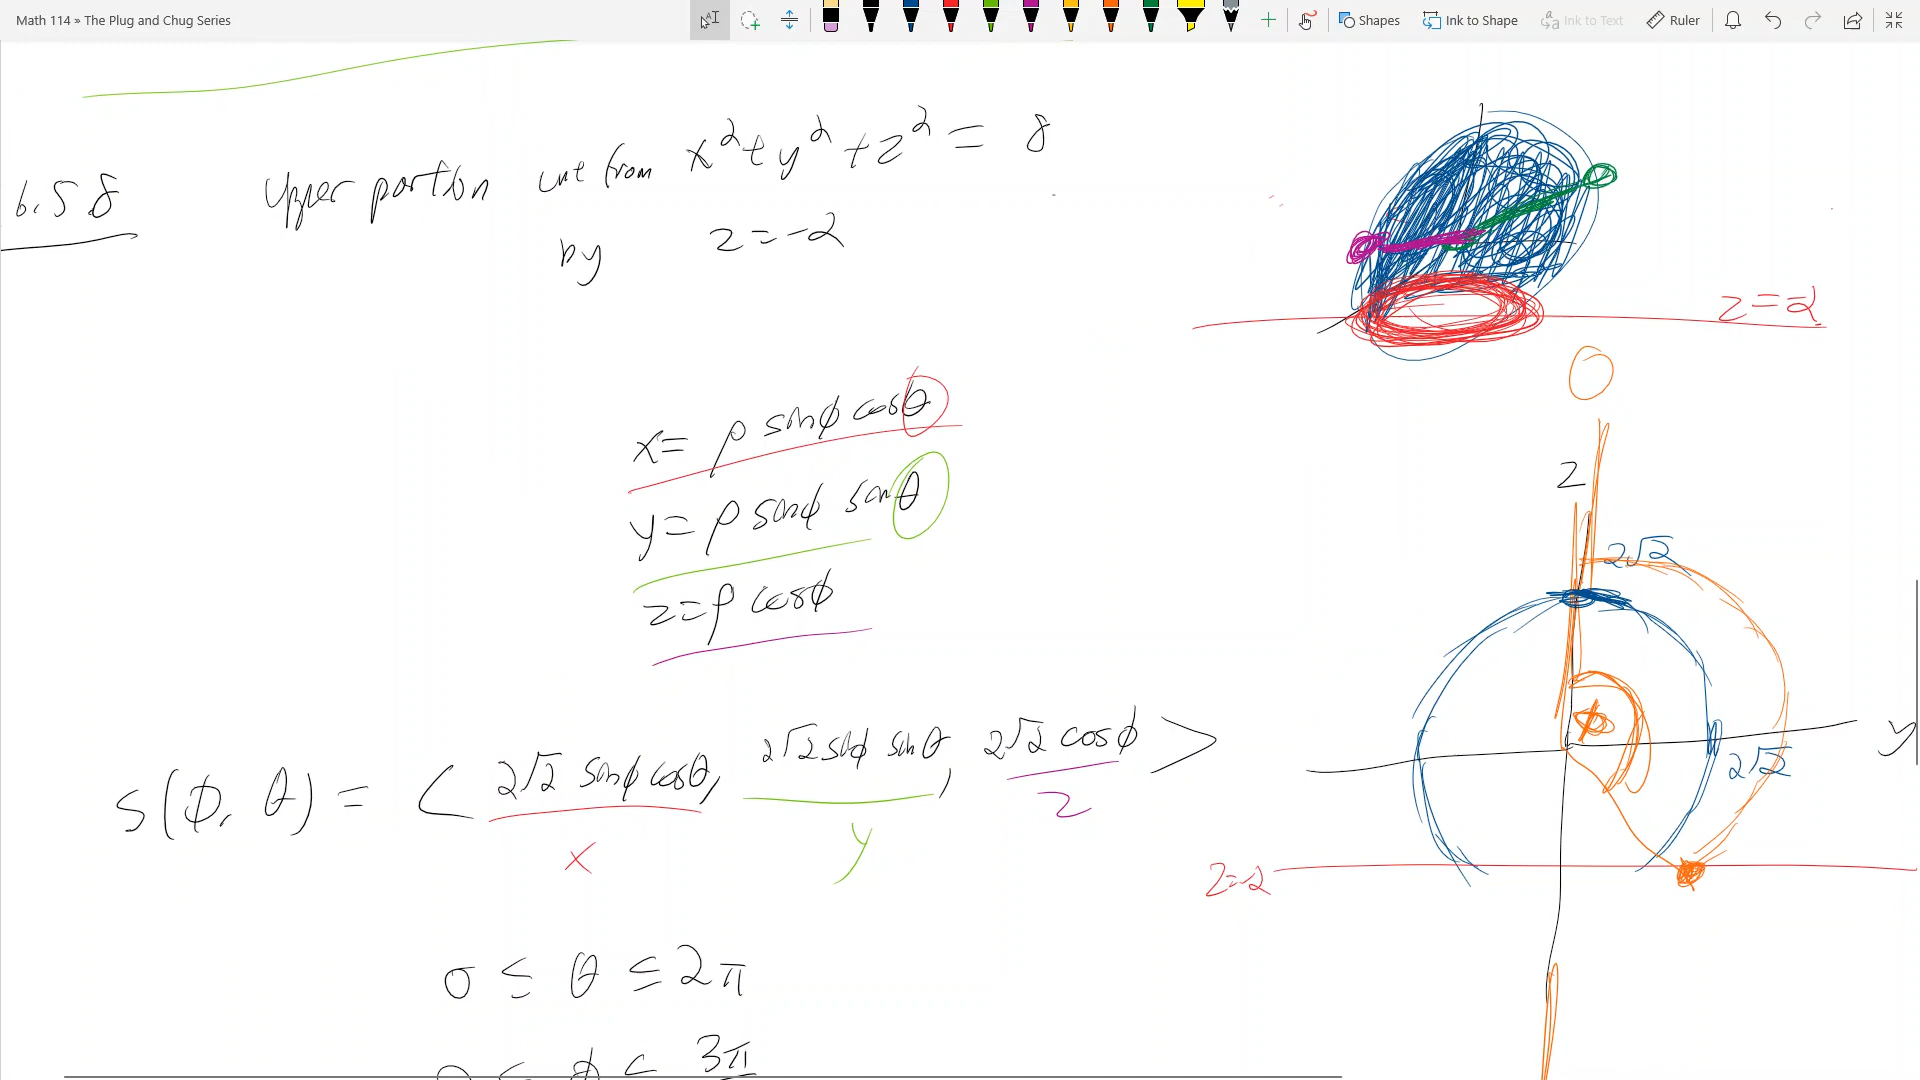 Math 114 » The Plug and Chug Series
Shapes
Ink to Shape
Ink to Text
Ruler
6.5.8
Upper portion cut from x² + y² + z² = 8
by z = -2
z = -2
x = ρ sinϕ cosθ
y = ρ sinϕ sinθ
z = ρ cosϕ
z
2√2
y
2√2
ϕ
S(ϕ, θ) = < 2√2 sinϕ cosθ, 2√2 sinϕ sinθ, 2√2 cosϕ >
x
y
z
z = -2
0 ≤ θ ≤ 2π
0 ≤ ϕ ≤ 3π